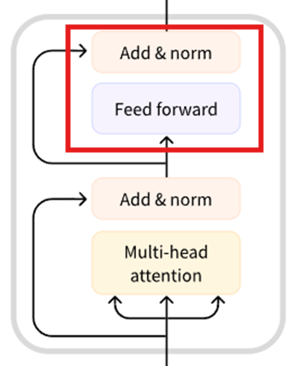 Add & norm
Feed forward
Add & norm
Multi-head
attention